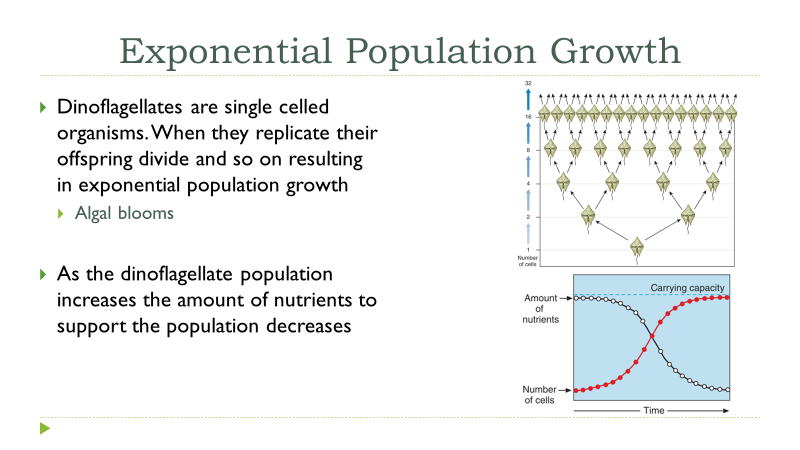 Exponential Population Growth
Dinoflagellates are single celled
organisms. When they replicate their
offspring divide and so on resulting
in exponential population growth
Algal blooms
As the dinoflagellate population
increases the amount of nutrients to
support the population decreases
32
16
8
4
2
1
Number
of cells
Carrying capacity
Amount
of
nutrients
Number
of cells
Time